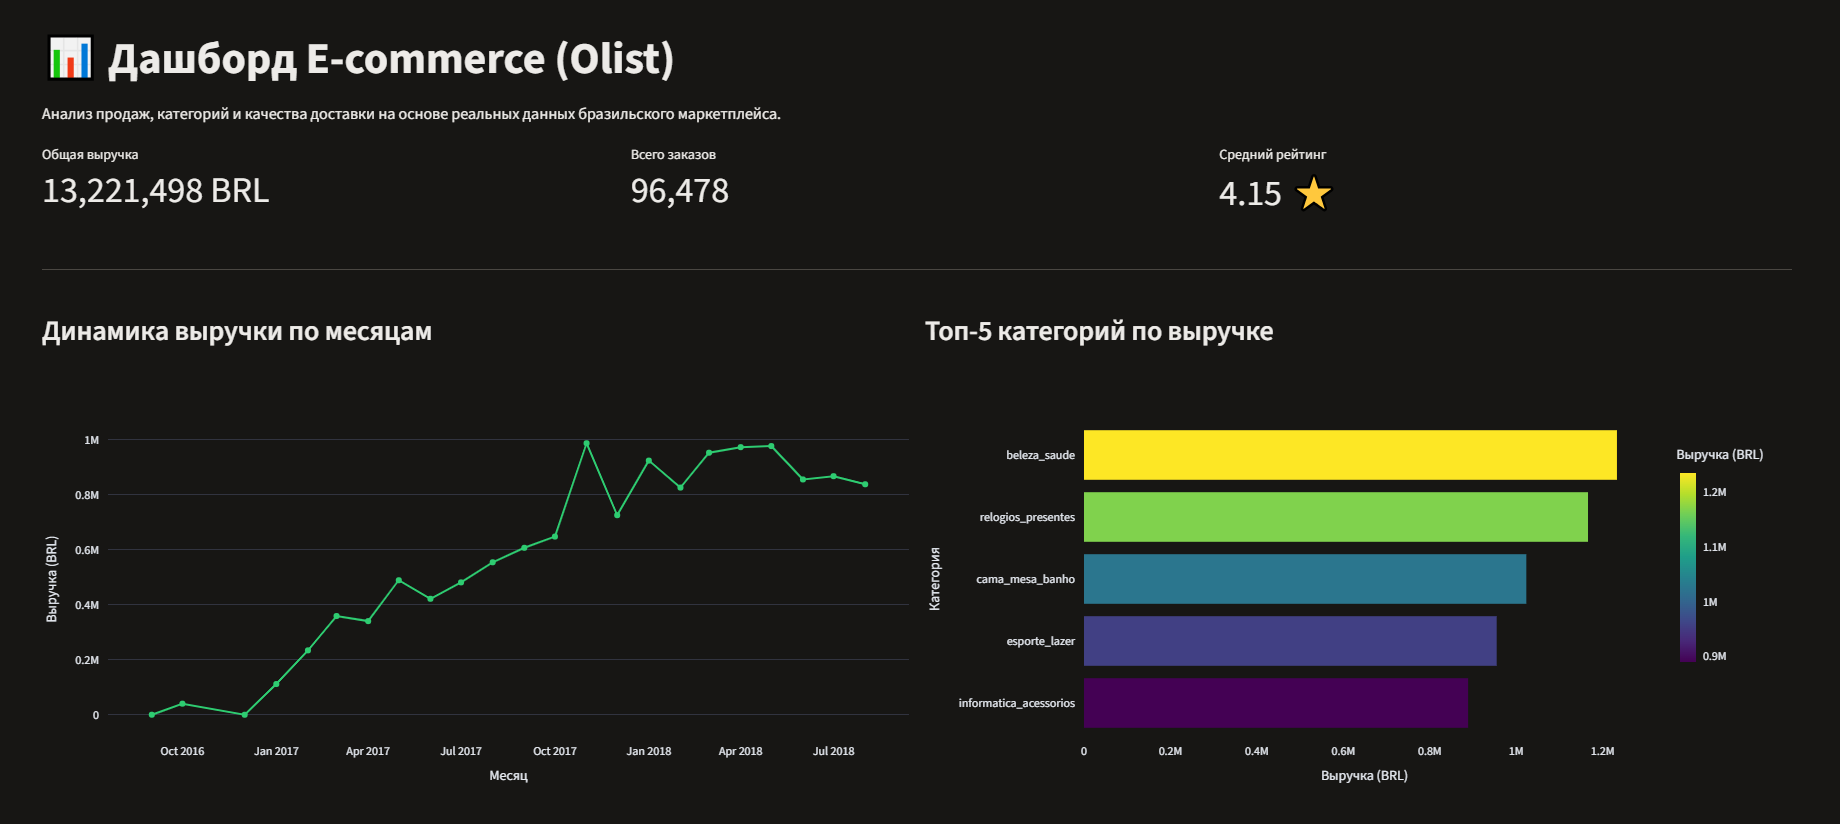 📊 Дашборд E-commerce (Olist)
Анализ продаж, категорий и качества доставки на основе реальных данных бразильского маркетплейса.
Общая выручка
13,221,498 BRL
Всего заказов
96,478
Средний рейтинг
4.15 ⭐
Динамика выручки по месяцам
1M
0.8M
0.6M
0.4M
0.2M
0
Выручка (BRL)
Oct 2016
Jan 2017
Apr 2017
Jul 2017
Oct 2017
Jan 2018
Apr 2018
Jul 2018
Месяц
Топ-5 категорий по выручке
Категория
beleza_saude
relogios_presentes
cama_mesa_banho
esporte_lazer
informatica_acessorios
0
0.2M
0.4M
0.6M
0.8M
1M
1.2M
Выручка (BRL)
Выручка (BRL)
1.2M
1.1M
1M
0.9M